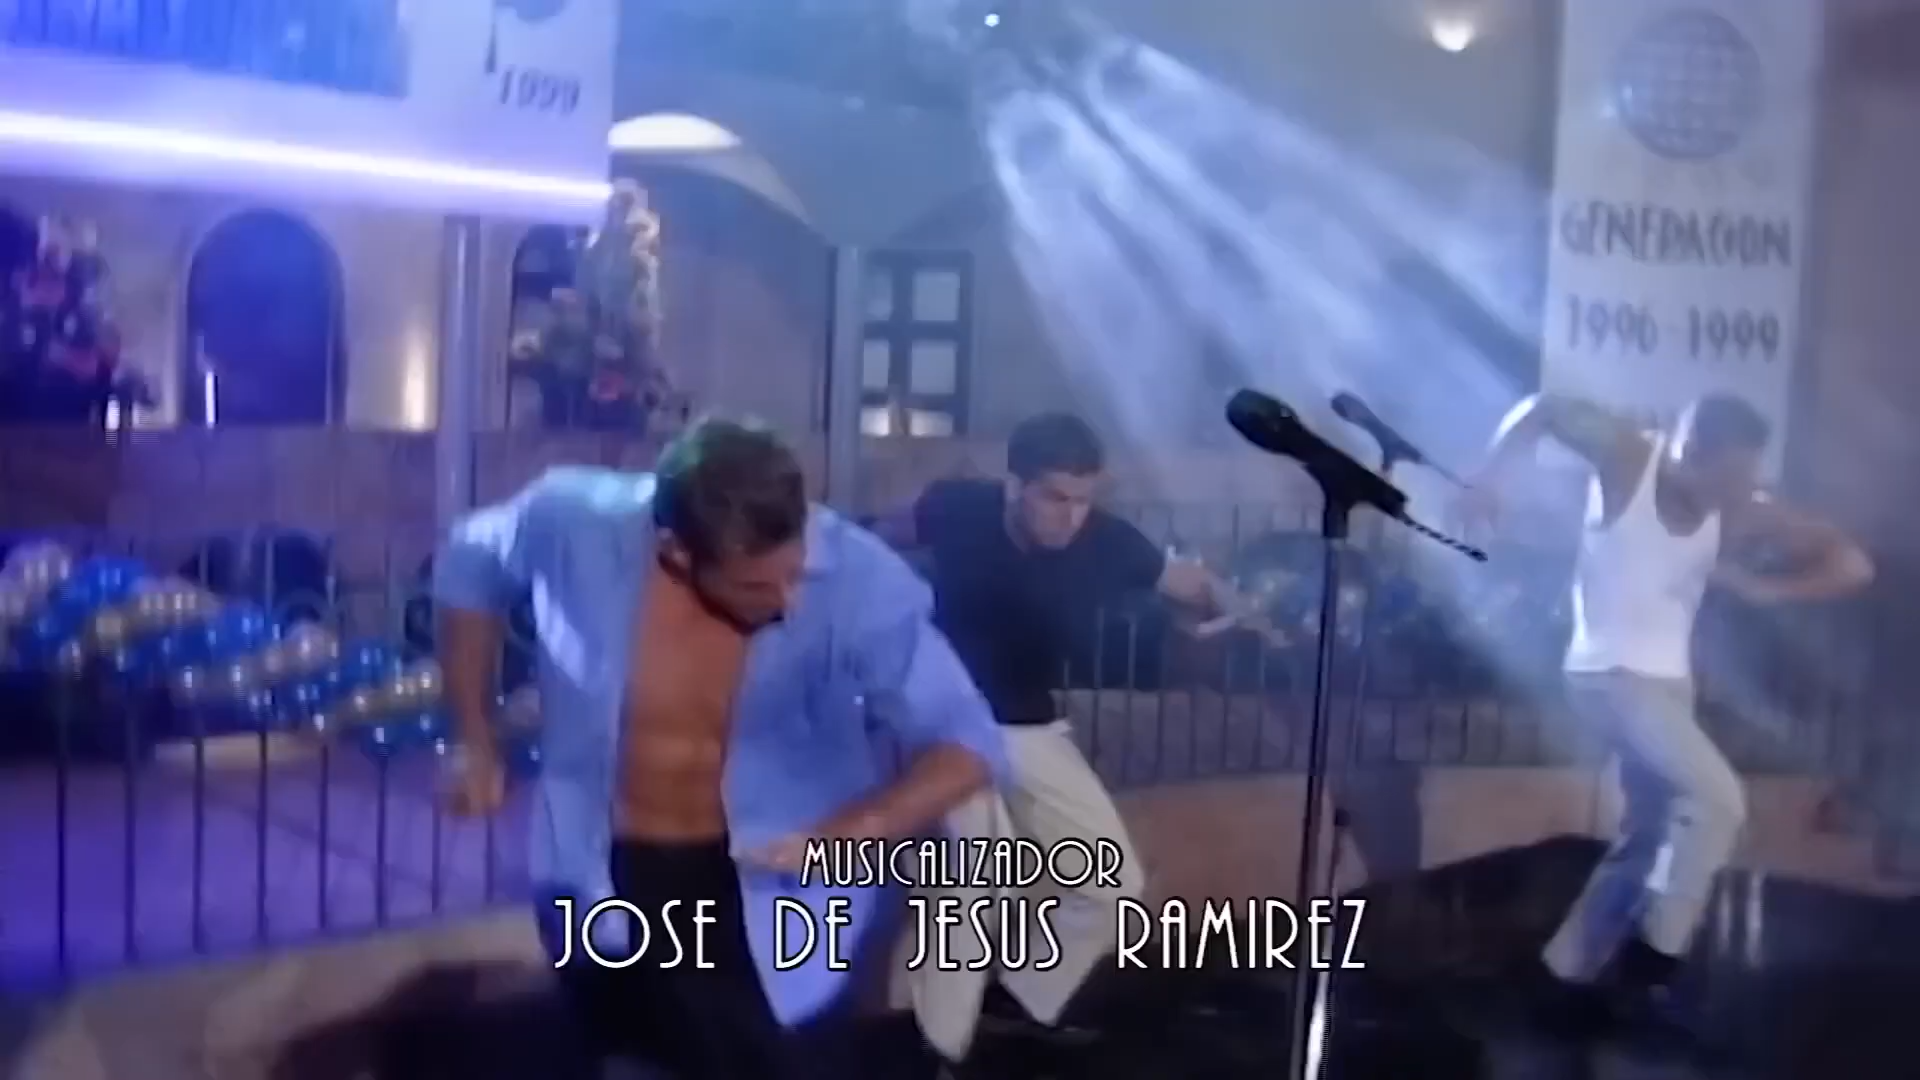 1999
GENERACION
1996-1999
MUSICALIZADOR
JOSE DE JESUS RAMIREZ